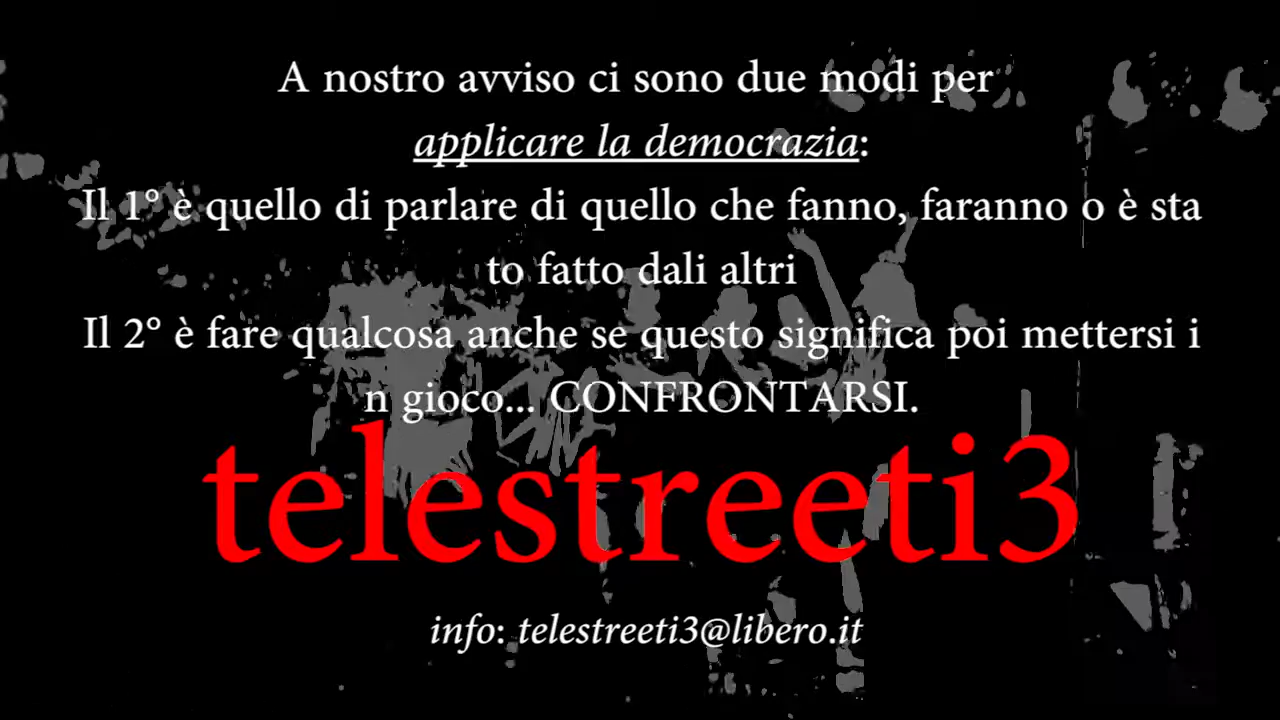 A nostro avviso ci sono due modi per
applicare la democrazia:
Il 1° è quello di parlare di quello che fanno, faranno o è sta
to fatto dali altri
Il 2° è fare qualcosa anche se questo significa poi mettersi i
n gioco... CONFRONTARSI.
telestreeti3
info: telestreeti3@libero.it